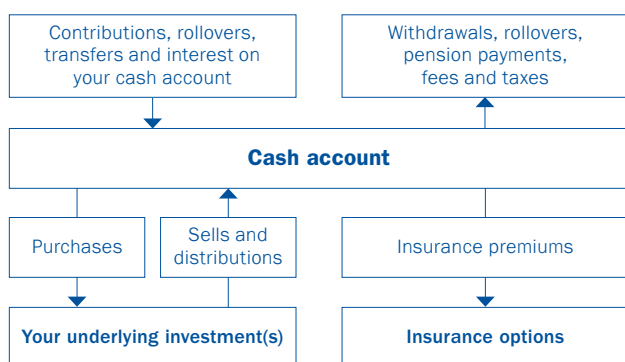 Contributions, rollovers,
transfers and interest on
your cash account
Withdrawals, rollovers,
pension payments,
fees and taxes
Cash account
Purchases
Sells and
distributions
Insurance premiums
Your underlying investment(s)
Insurance options